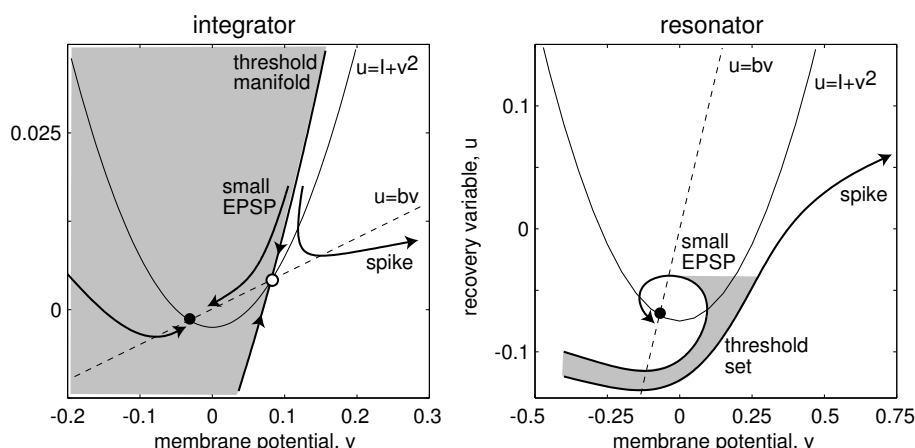 integrator
threshold
manifold
u=I+v2
0.025
small
EPSP
u=bv
spike
0
-0.2
-0.1
0
0.1
0.2
0.3
membrane potential, v
resonator
recovery variable, u
0.1
u=bv
u=I+v2
spike
0
small
EPSP
threshold
set
-0.1
-0.5
-0.25
0
0.25
0.5
0.75
membrane potential, v